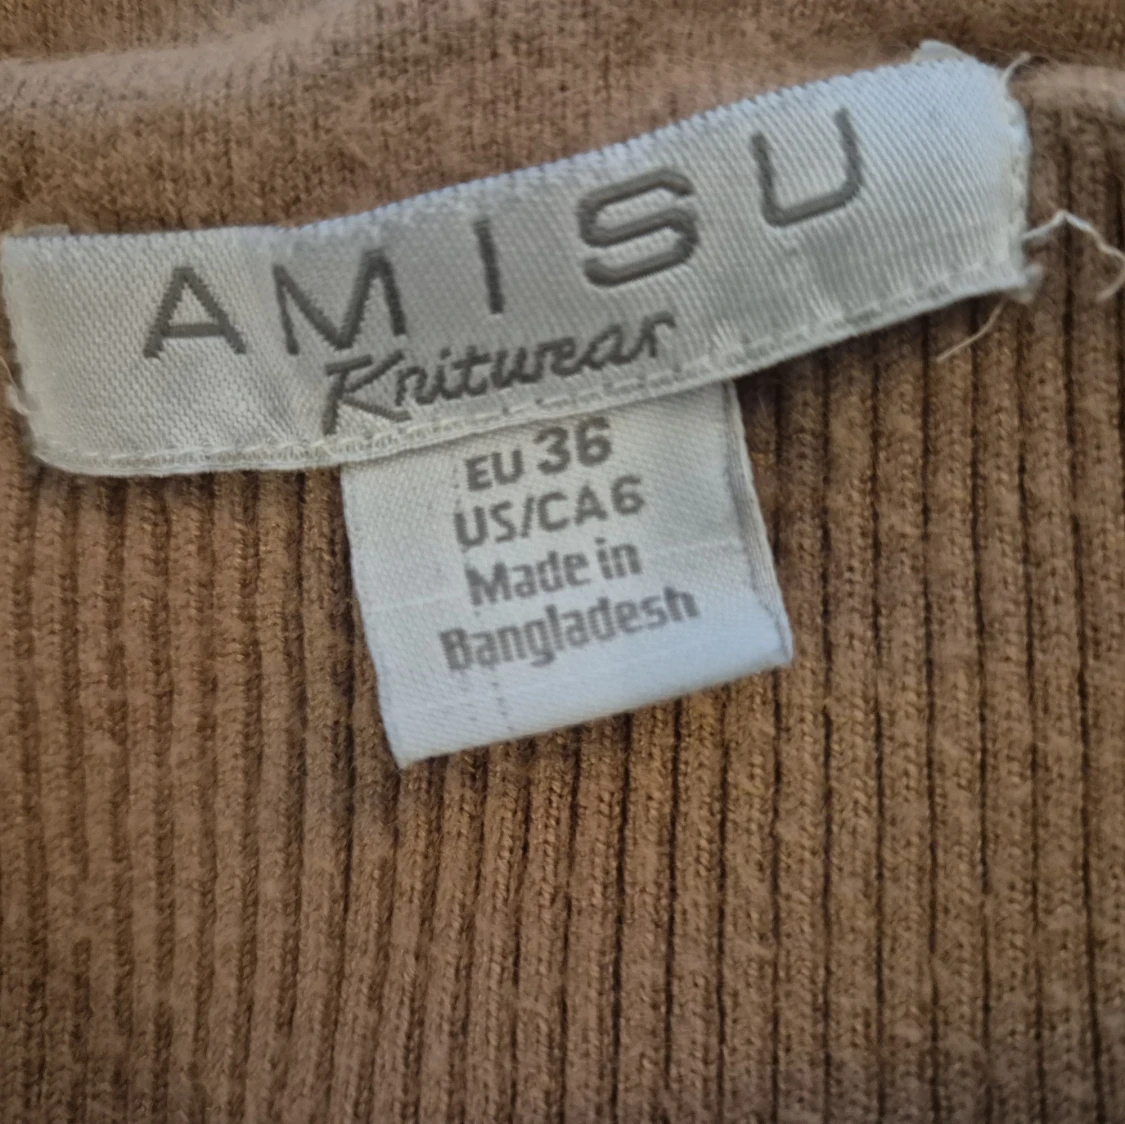 AMISU
Knitwear
EU 36
US/CA 6
Made in
Bangladesh